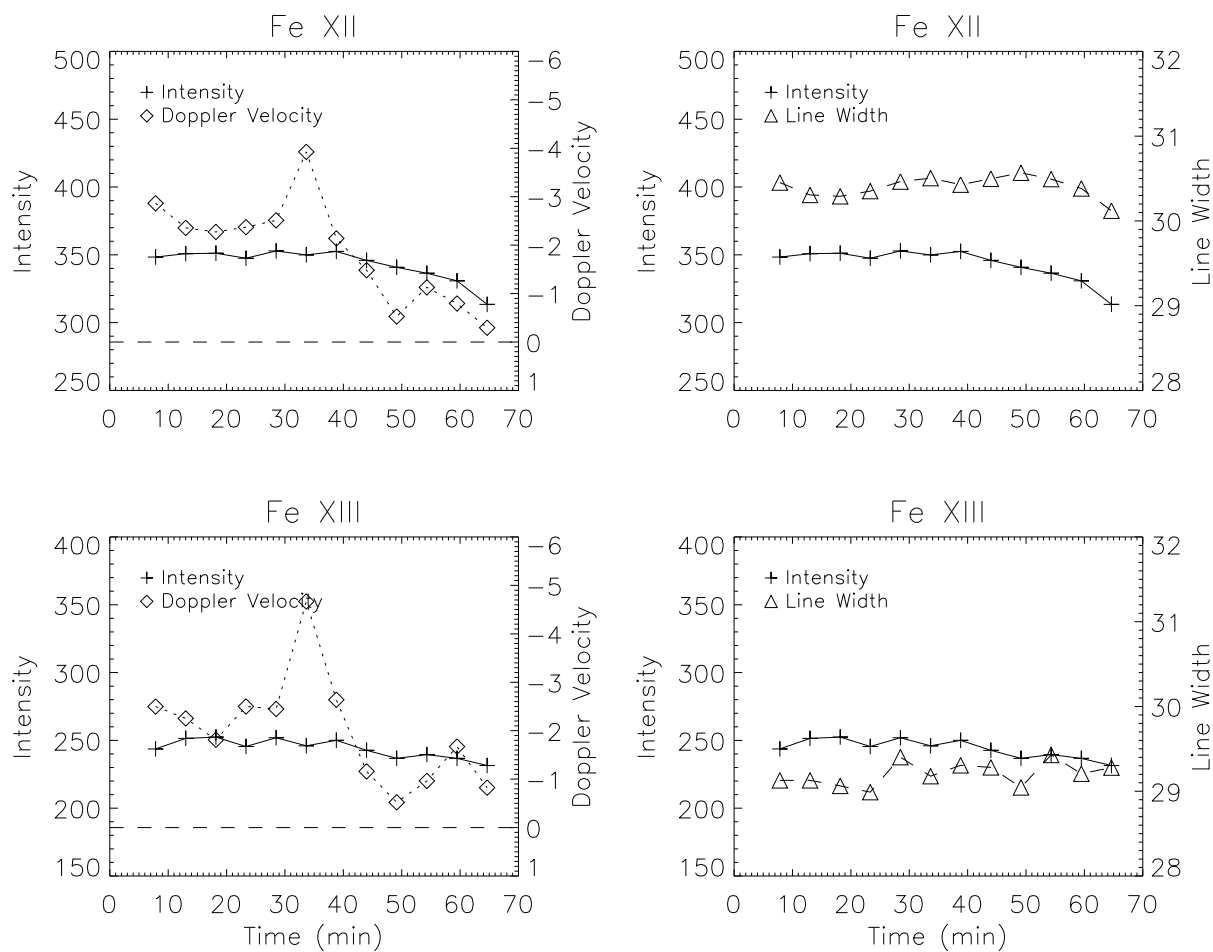 Fe XII
500
450
400
350
300
250
Intensity
Intensity
Doppler Velocity
-6
-5
-4
-3
-2
-1
0
1
Doppler Velocity
0 10 20 30 40 50 60 70
Fe XII
500
450
400
350
300
250
Intensity
Intensity
Line Width
32
31
30
29
28
Line Width
0 10 20 30 40 50 60 70
Fe XIII
400
350
300
250
200
150
Intensity
Intensity
Doppler Velocity
-6
-5
-4
-3
-2
-1
0
1
Doppler Velocity
0 10 20 30 40 50 60 70
Time (min)
Fe XIII
400
350
300
250
200
150
Intensity
Intensity
Line Width
32
31
30
29
28
Line Width
0 10 20 30 40 50 60 70
Time (min)